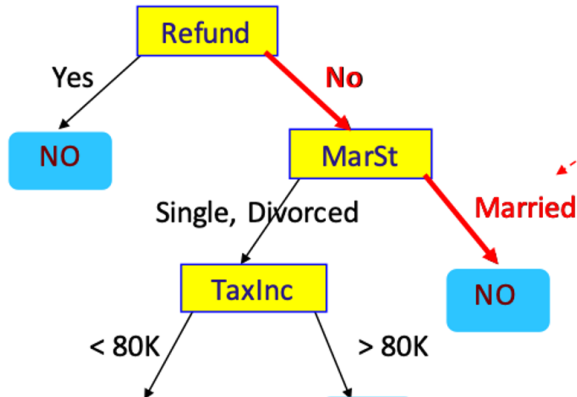 Refund
Yes
No
NO
MarSt
Single, Divorced
Married
TaxInc
NO
< 80K
> 80K